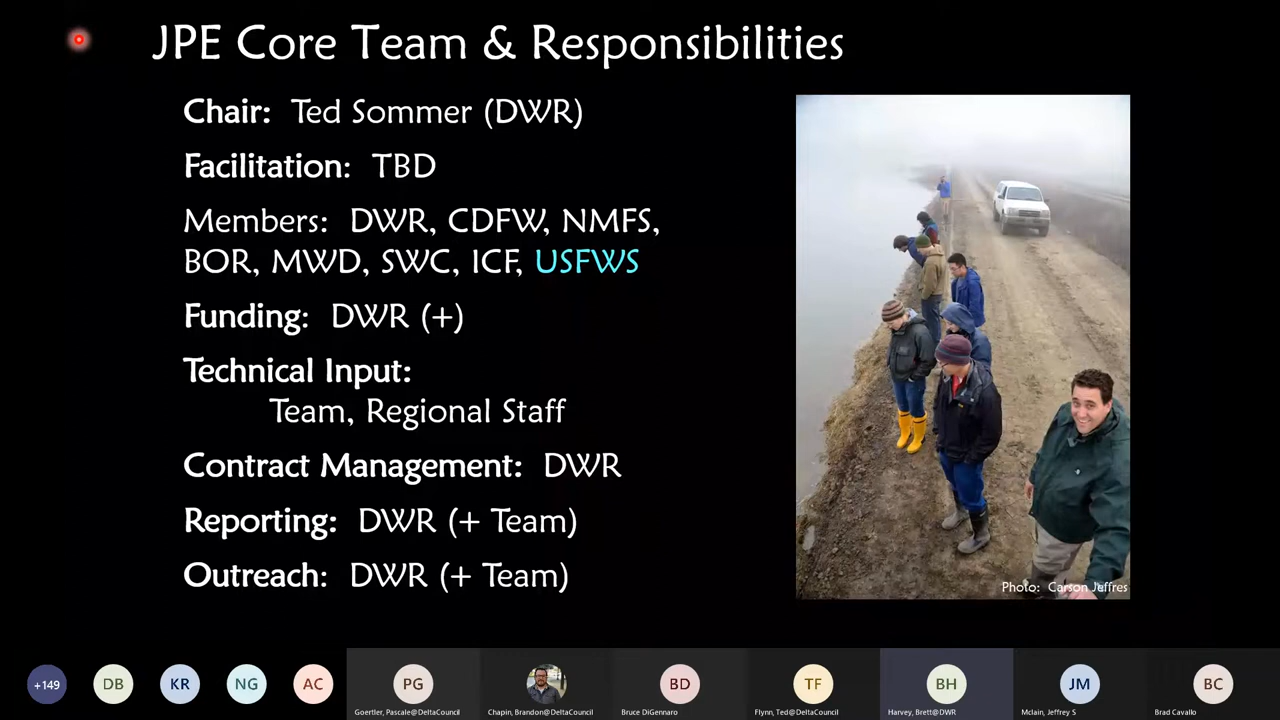 JPE Core Team & Responsibilities
Chair: Ted Sommer (DWR)
Facilitation: TBD
Members: DWR, CDFW, NMFS,
BOR, MWD, SWC, ICF, USFWS
Funding: DWR (+)
Technical Input:
Team, Regional Staff
Contract Management: DWR
Reporting: DWR (+ Team)
Outreach: DWR (+ Team)
Photo: Carson Jeffres
+149
DB
KR
NG
AC
PG
BD
TF
BH
JM
BC
Goertler, Pascale@DeltaCouncil
Chapin, Brandon@DeltaCouncil
Bruce DiGennaro
Flynn, Ted@DeltaCouncil
Harvey, Brett@DWR
Mclain, Jeffrey S
Brad Cavallo